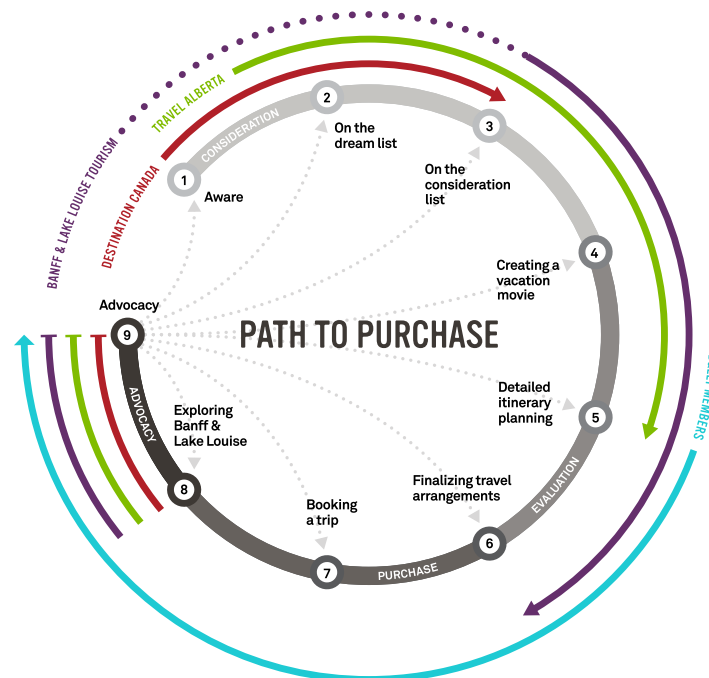 BANFF & LAKE LOUISE TOURISM
TRAVEL ALBERTA
DESTINATION CANADA
CONSIDERATION
1
Aware
2
On the
dream list
3
On the
consideration
list
4
Creating a
vacation
movie
PATH TO PURCHASE
5
Detailed
itinerary
planning
EVALUATION
6
Finalizing travel
arrangements
PURCHASE
7
Booking
a trip
8
Exploring
Banff &
Lake Louise
ADVOCACY
9
Advocacy
MEMBERS